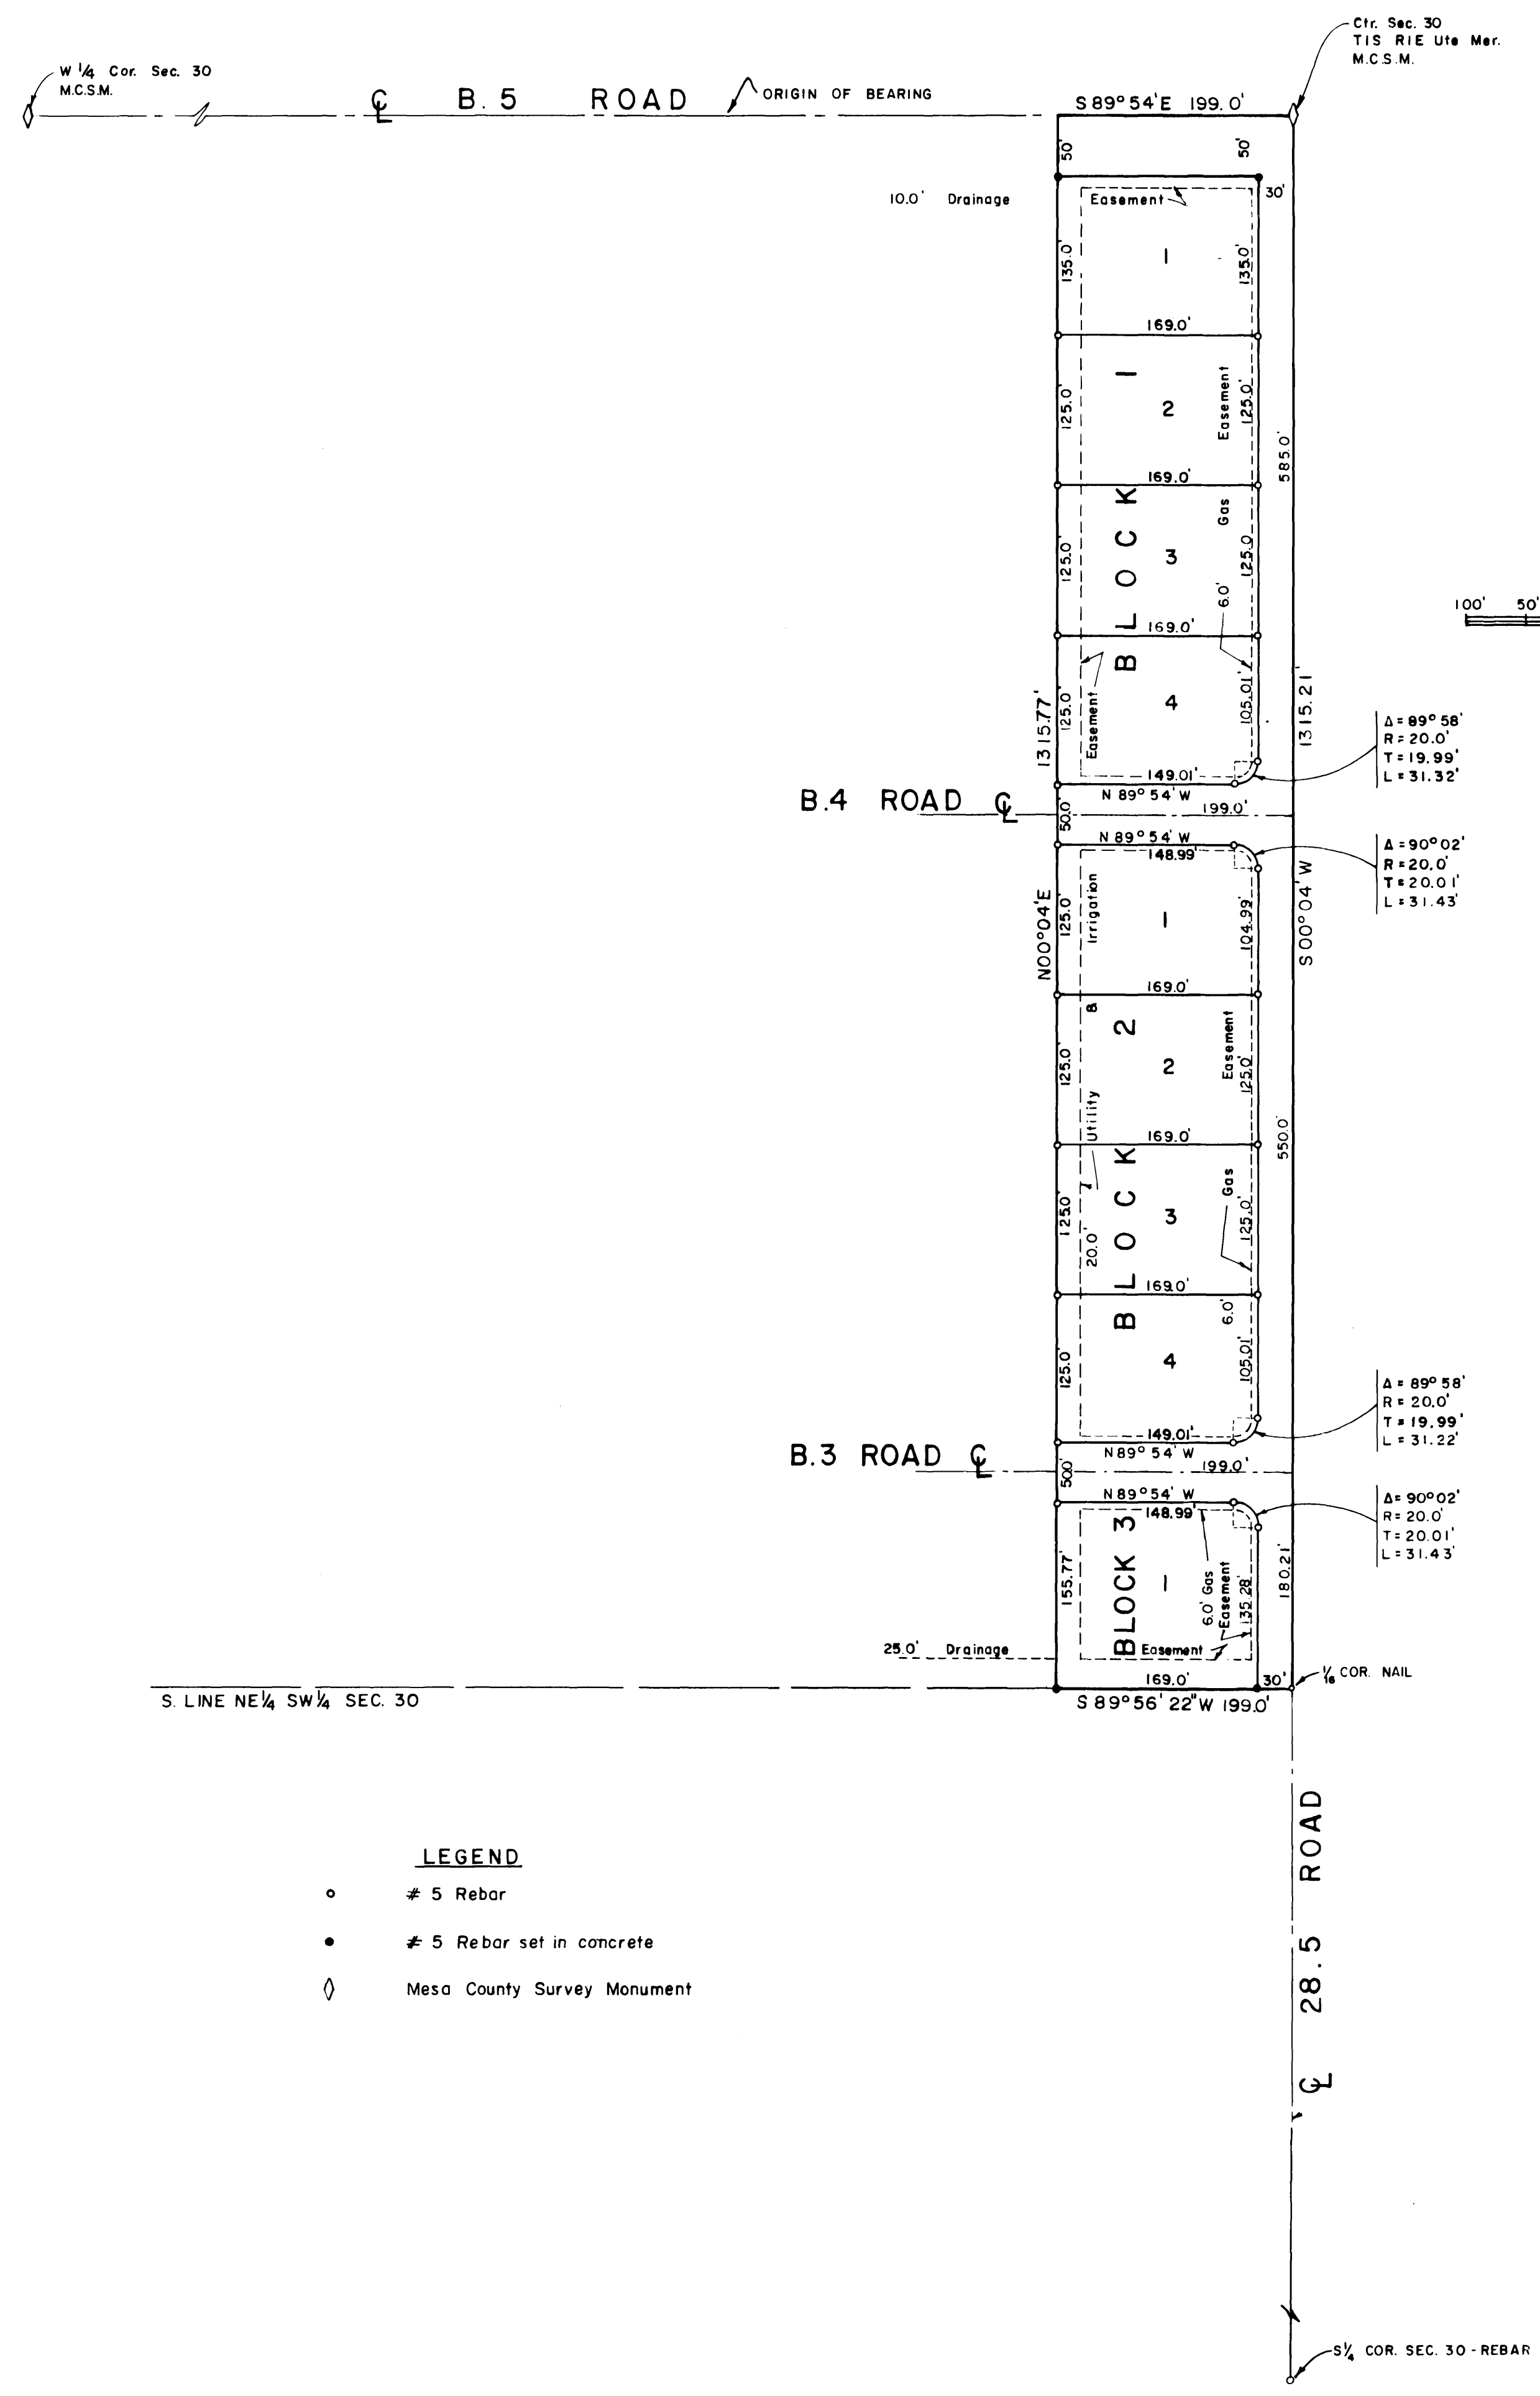 Ctr. Sec. 30
T1S R1E Ute Mer.
M.C.S.M.
W 1/4 Cor. Sec. 30
M.C.S.M.
℄ B.5 ROAD
ORIGIN OF BEARING
S 89° 54' E 199.0'
50'
50'
30'
10.0' Drainage
Easement
135.0'
1
135.0'
169.0'
BLOCK 1
125.0'
2
Easement
125.0'
585.0'
169.0'
125.0'
3
Gas
125.0
6.0'
100' 50'
169.0'
125.0'
Easement
4
105.01'
1315.77'
1315.21'
Δ = 89° 58'
R = 20.0'
T = 19.99'
L = 31.32'
149.01'
N 89° 54' W
B.4 ROAD ℄
50.0'
199.0'
N 89° 54' W
148.99'
Δ = 90° 02'
R = 20.0'
T = 20.01'
L = 31.43'
N 00° 04' E
125.0'
Irrigation
1
104.99'
S 00° 04' W
169.0'
&
BLOCK 2
125.0'
2
Easement
125.0'
Utility
169.0'
550.0'
125.0'
20.0'
3
Gas
125.0'
169.0'
6.0'
125.0'
4
105.01'
Δ = 89° 58'
R = 20.0'
T = 19.99'
L = 31.22'
149.01'
N 89° 54' W
B.3 ROAD ℄
50.0'
199.0'
N 89° 54' W
148.99'
Δ = 90° 02'
R = 20.0'
T = 20.01'
L = 31.43'
155.77'
BLOCK 3
1
6.0' Gas
Easement
135.28'
180.21'
25.0' Drainage
Easement
169.0'
30'
1/16 COR. NAIL
S. LINE NE 1/4 SW 1/4 SEC. 30
S 89° 56' 22" W 199.0'
℄ 28.5 ROAD
LEGEND
# 5 Rebar
# 5 Rebar set in concrete
Mesa County Survey Monument
S 1/4 COR. SEC. 30 - REBAR